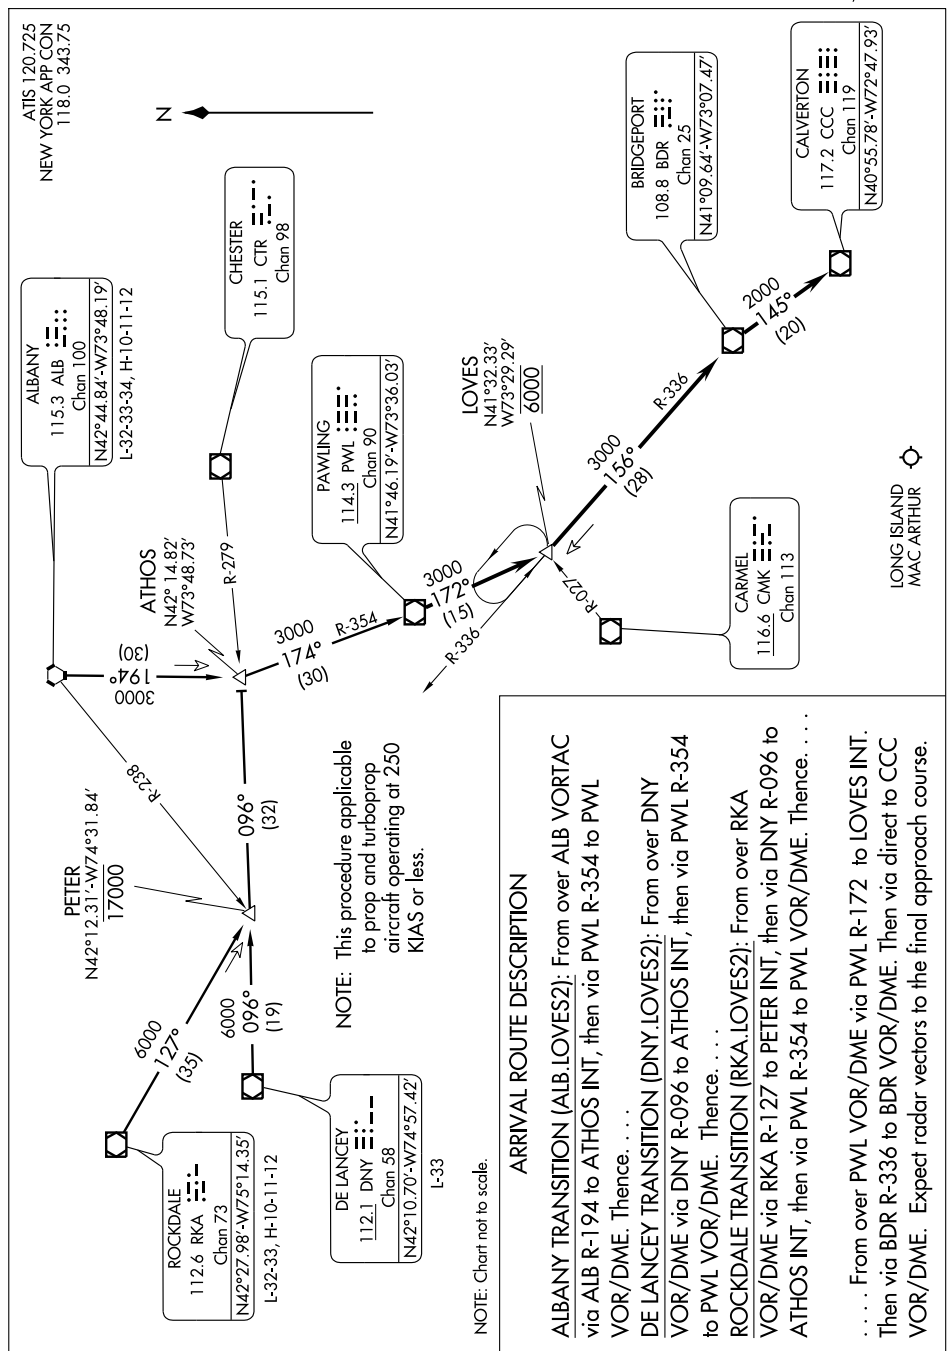 ATIS 120.725
NEW YORK APP CON
118.0 343.75
N
ALBANY
115.3 ALB
Chan 100
N42°44.84'-W73°48.19'
L-32-33-34, H-10-11-12
CHESTER
115.1 CTR
Chan 98
BRIDGEPORT
108.8 BDR
Chan 25
N41°09.64'-W73°07.47'
CALVERTON
117.2 CCC
Chan 119
N40°55.78'-W72°47.93'
PAWLING
114.3 PWL
Chan 90
N41°46.19'-W73°36.03'
LOVES
N41°32.33'
W73°29.29'
6000
ATHOS
N42° 14.82'
W73°48.73'
CARMEL
116.6 CMK
Chan 113
LONG ISLAND
MAC ARTHUR
PETER
N42°12.31'-W74°31.84'
17000
ROCKDALE
112.6 RKA
Chan 73
N42°27.98'-W75°14.35'
L-32-33, H-10-11-12
DE LANCEY
112.1 DNY
Chan 58
N42°10.70'-W74°57.42'
L-33
6000
127°
(35)
6000
096°
(19)
R-238
096°
(32)
3000
194°
(30)
R-279
3000
174°
(30)
R-354
3000
172°
(15)
R-336
R-027
3000
156°
(28)
R-336
2000
145°
(20)
NOTE: This procedure applicable
to prop and turboprop
aircraft operating at 250
KIAS or less.
NOTE: Chart not to scale.
ARRIVAL ROUTE DESCRIPTION
ALBANY TRANSITION (ALB.LOVES2): From over ALB VORTAC
via ALB R-194 to ATHOS INT, then via PWL R-354 to PWL
VOR/DME. Thence. . . .
DE LANCEY TRANSITION (DNY.LOVES2): From over DNY
VOR/DME via DNY R-096 to ATHOS INT, then via PWL R-354
to PWL VOR/DME. Thence. . . .
ROCKDALE TRANSITION (RKA.LOVES2): From over RKA
VOR/DME via RKA R-127 to PETER INT, then via DNY R-096 to
ATHOS INT, then via PWL R-354 to PWL VOR/DME. Thence. . . .
. . . . From over PWL VOR/DME via PWL R-172 to LOVES INT.
Then via BDR R-336 to BDR VOR/DME. Then via direct to CCC
VOR/DME. Expect radar vectors to the final approach course.